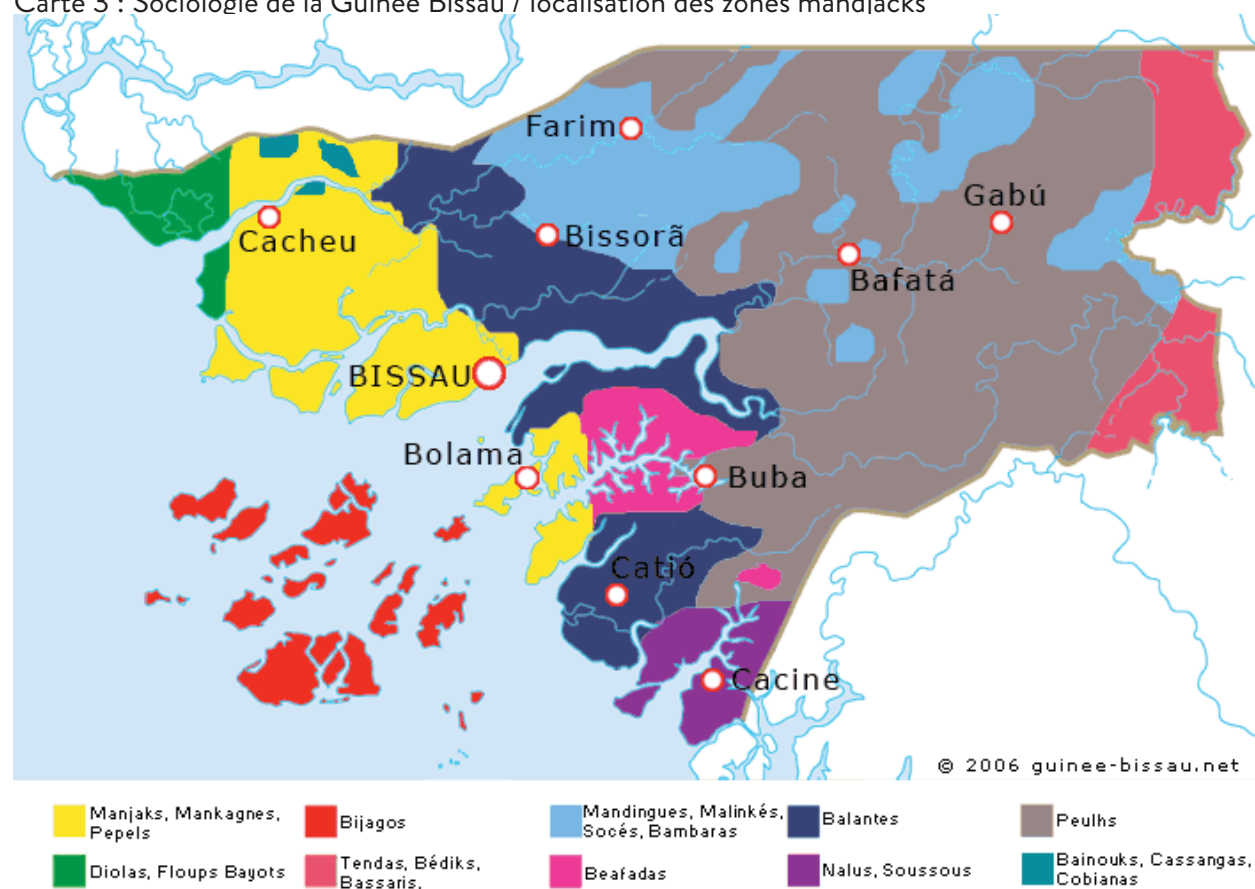 Carte 3 : Sociologie de la Guinée Bissau / localisation des zones mandjacks
Farim
Gabú
Cacheu
Bissorã
Bafatá
BISSAU
Bolama
Buba
Catió
Cacine
© 2006 guinee-bissau.net
Manjaks, Mankagnes,
Pepels
Bijagos
Mandingues, Malinkés,
Socés, Bambaras
Balantes
Peulhs
Diolas, Floups Bayots
Tendas, Bédiks,
Bassaris,
Beafadas
Nalus, Soussous
Bainouks, Cassangas,
Cobianas